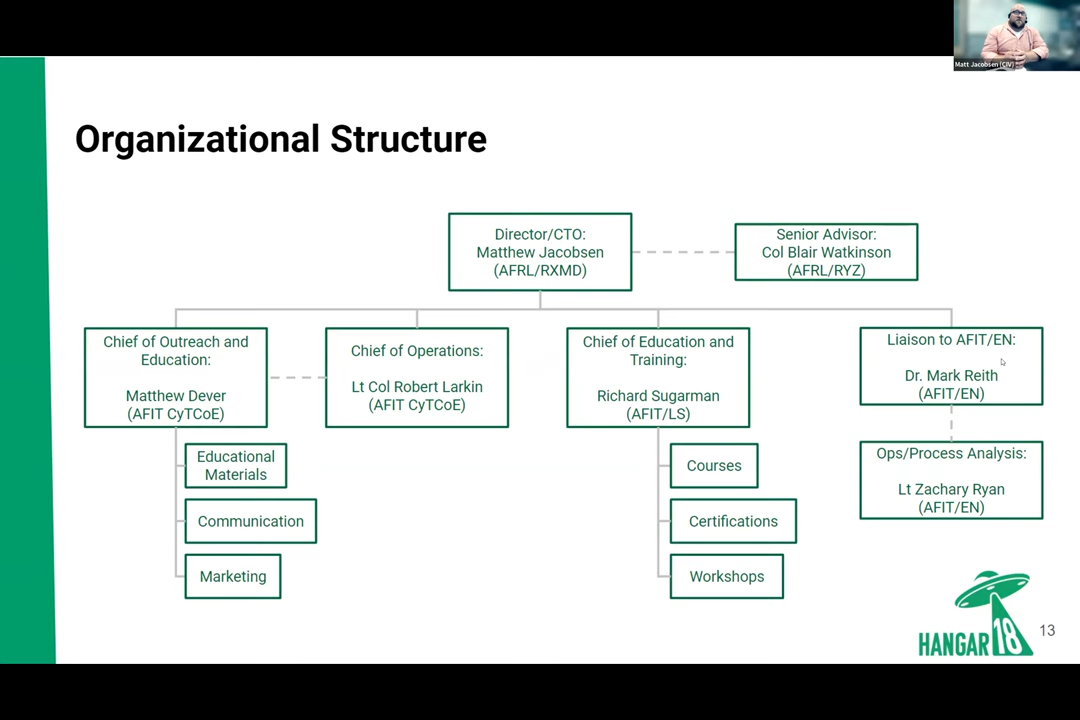 Matt Jacobsen (CIV)
Organizational Structure
Director/CTO:
Matthew Jacobsen
(AFRL/RXMD)
Senior Advisor:
Col Blair Watkinson
(AFRL/RYZ)
Chief of Outreach and
Education:
Matthew Dever
(AFIT CyTCoE)
Chief of Operations:
Lt Col Robert Larkin
(AFIT CyTCoE)
Chief of Education and
Training:
Richard Sugarman
(AFIT/LS)
Liaison to AFIT/EN:
Dr. Mark Reith
(AFIT/EN)
Educational
Materials
Communication
Marketing
Courses
Certifications
Workshops
Ops/Process Analysis:
Lt Zachary Ryan
(AFIT/EN)
HANGAR 18
13